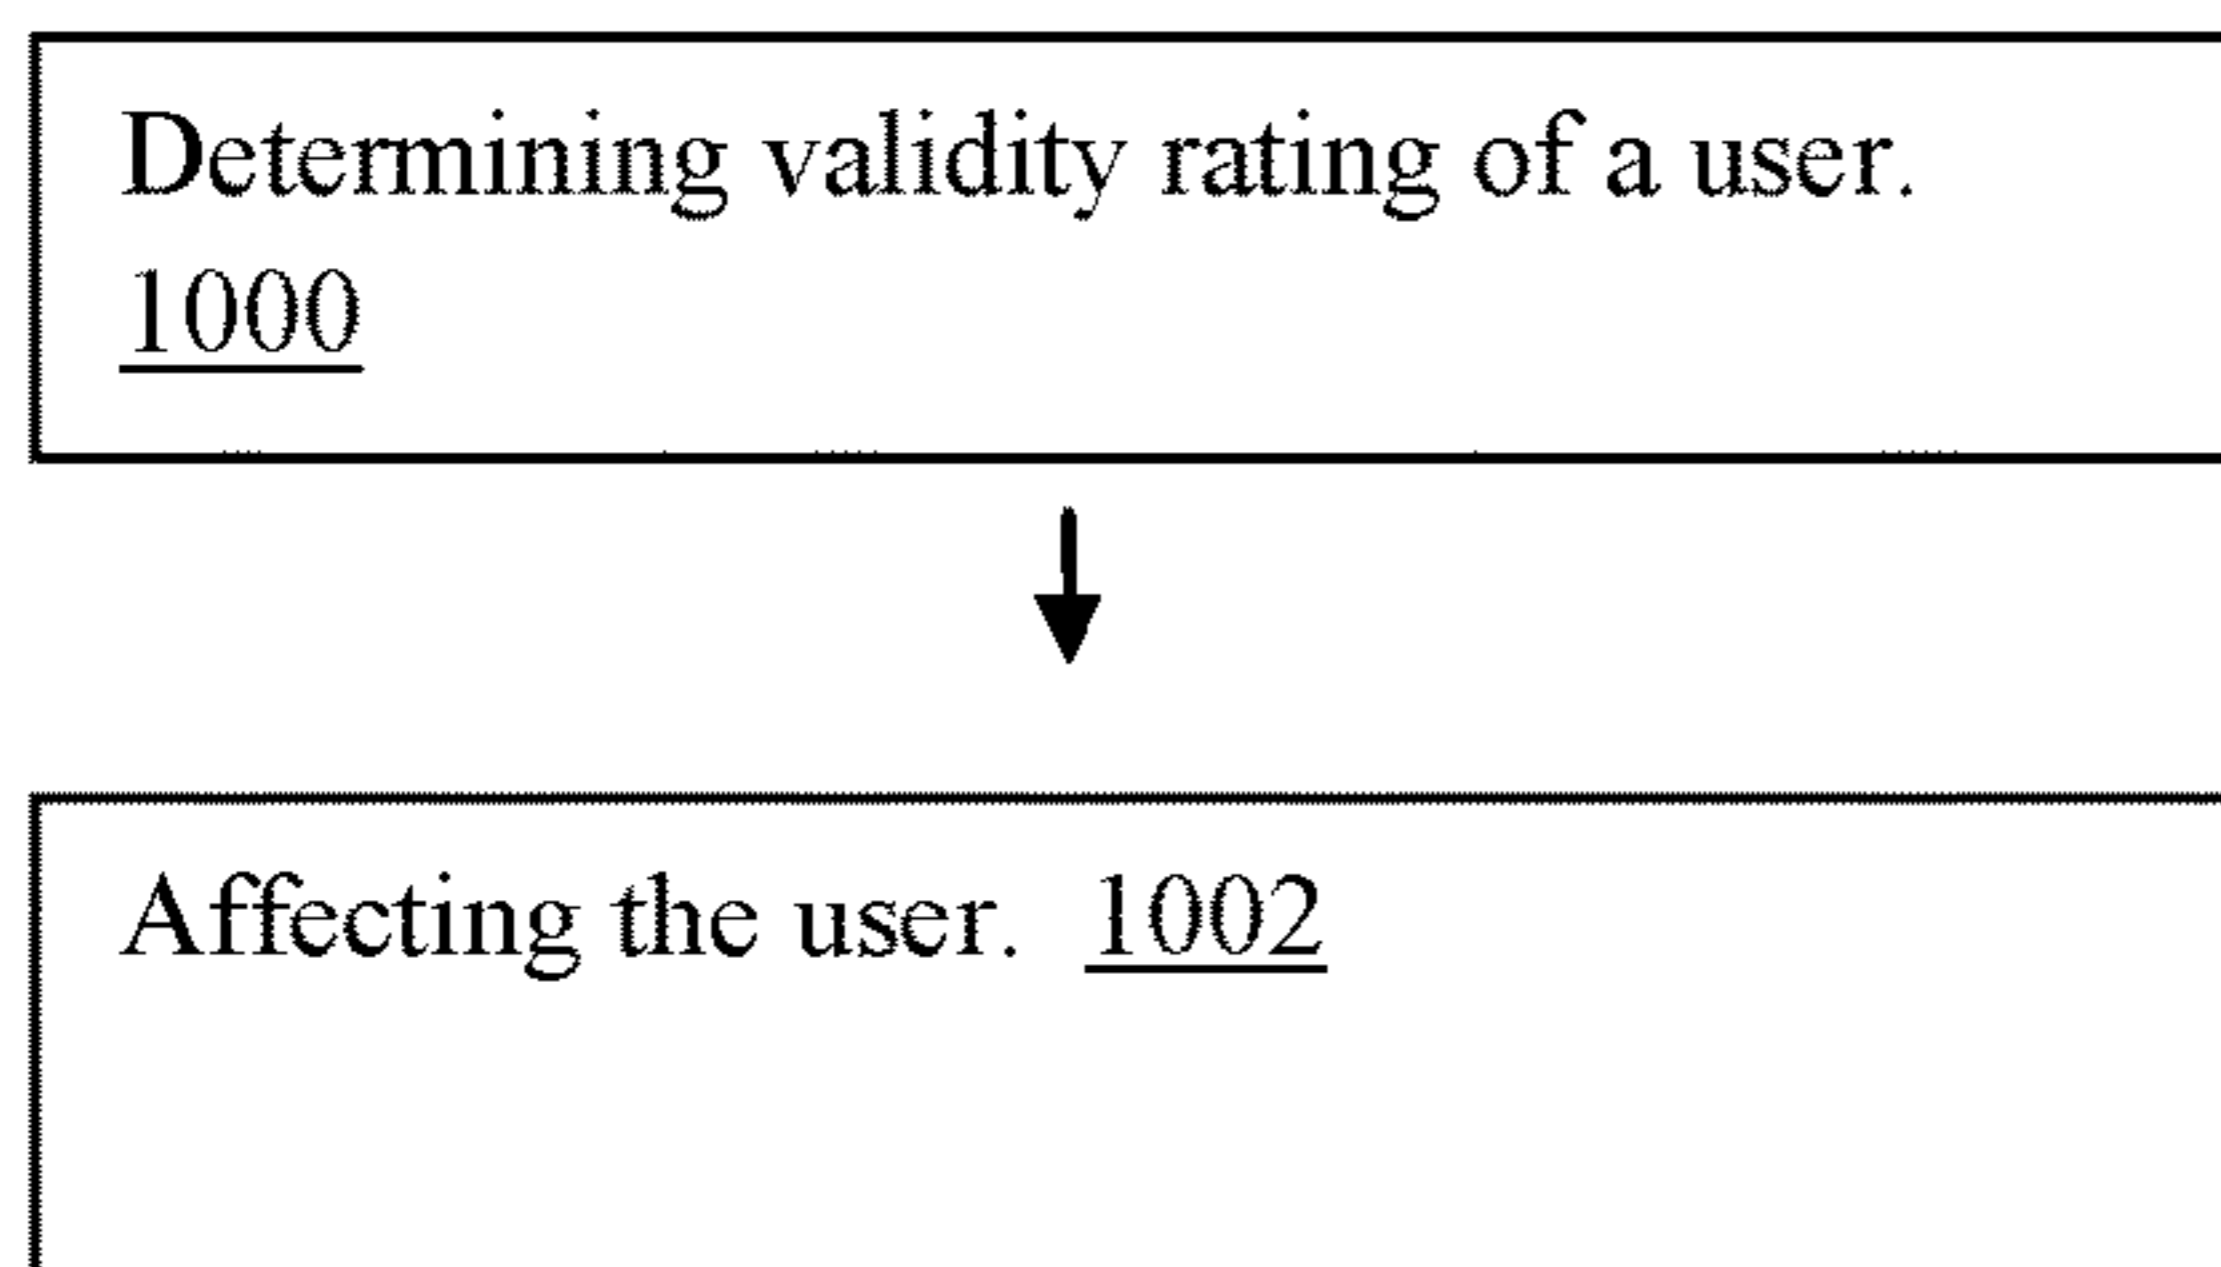 Determining validity rating of a user.
1000
Affecting the user. 1002